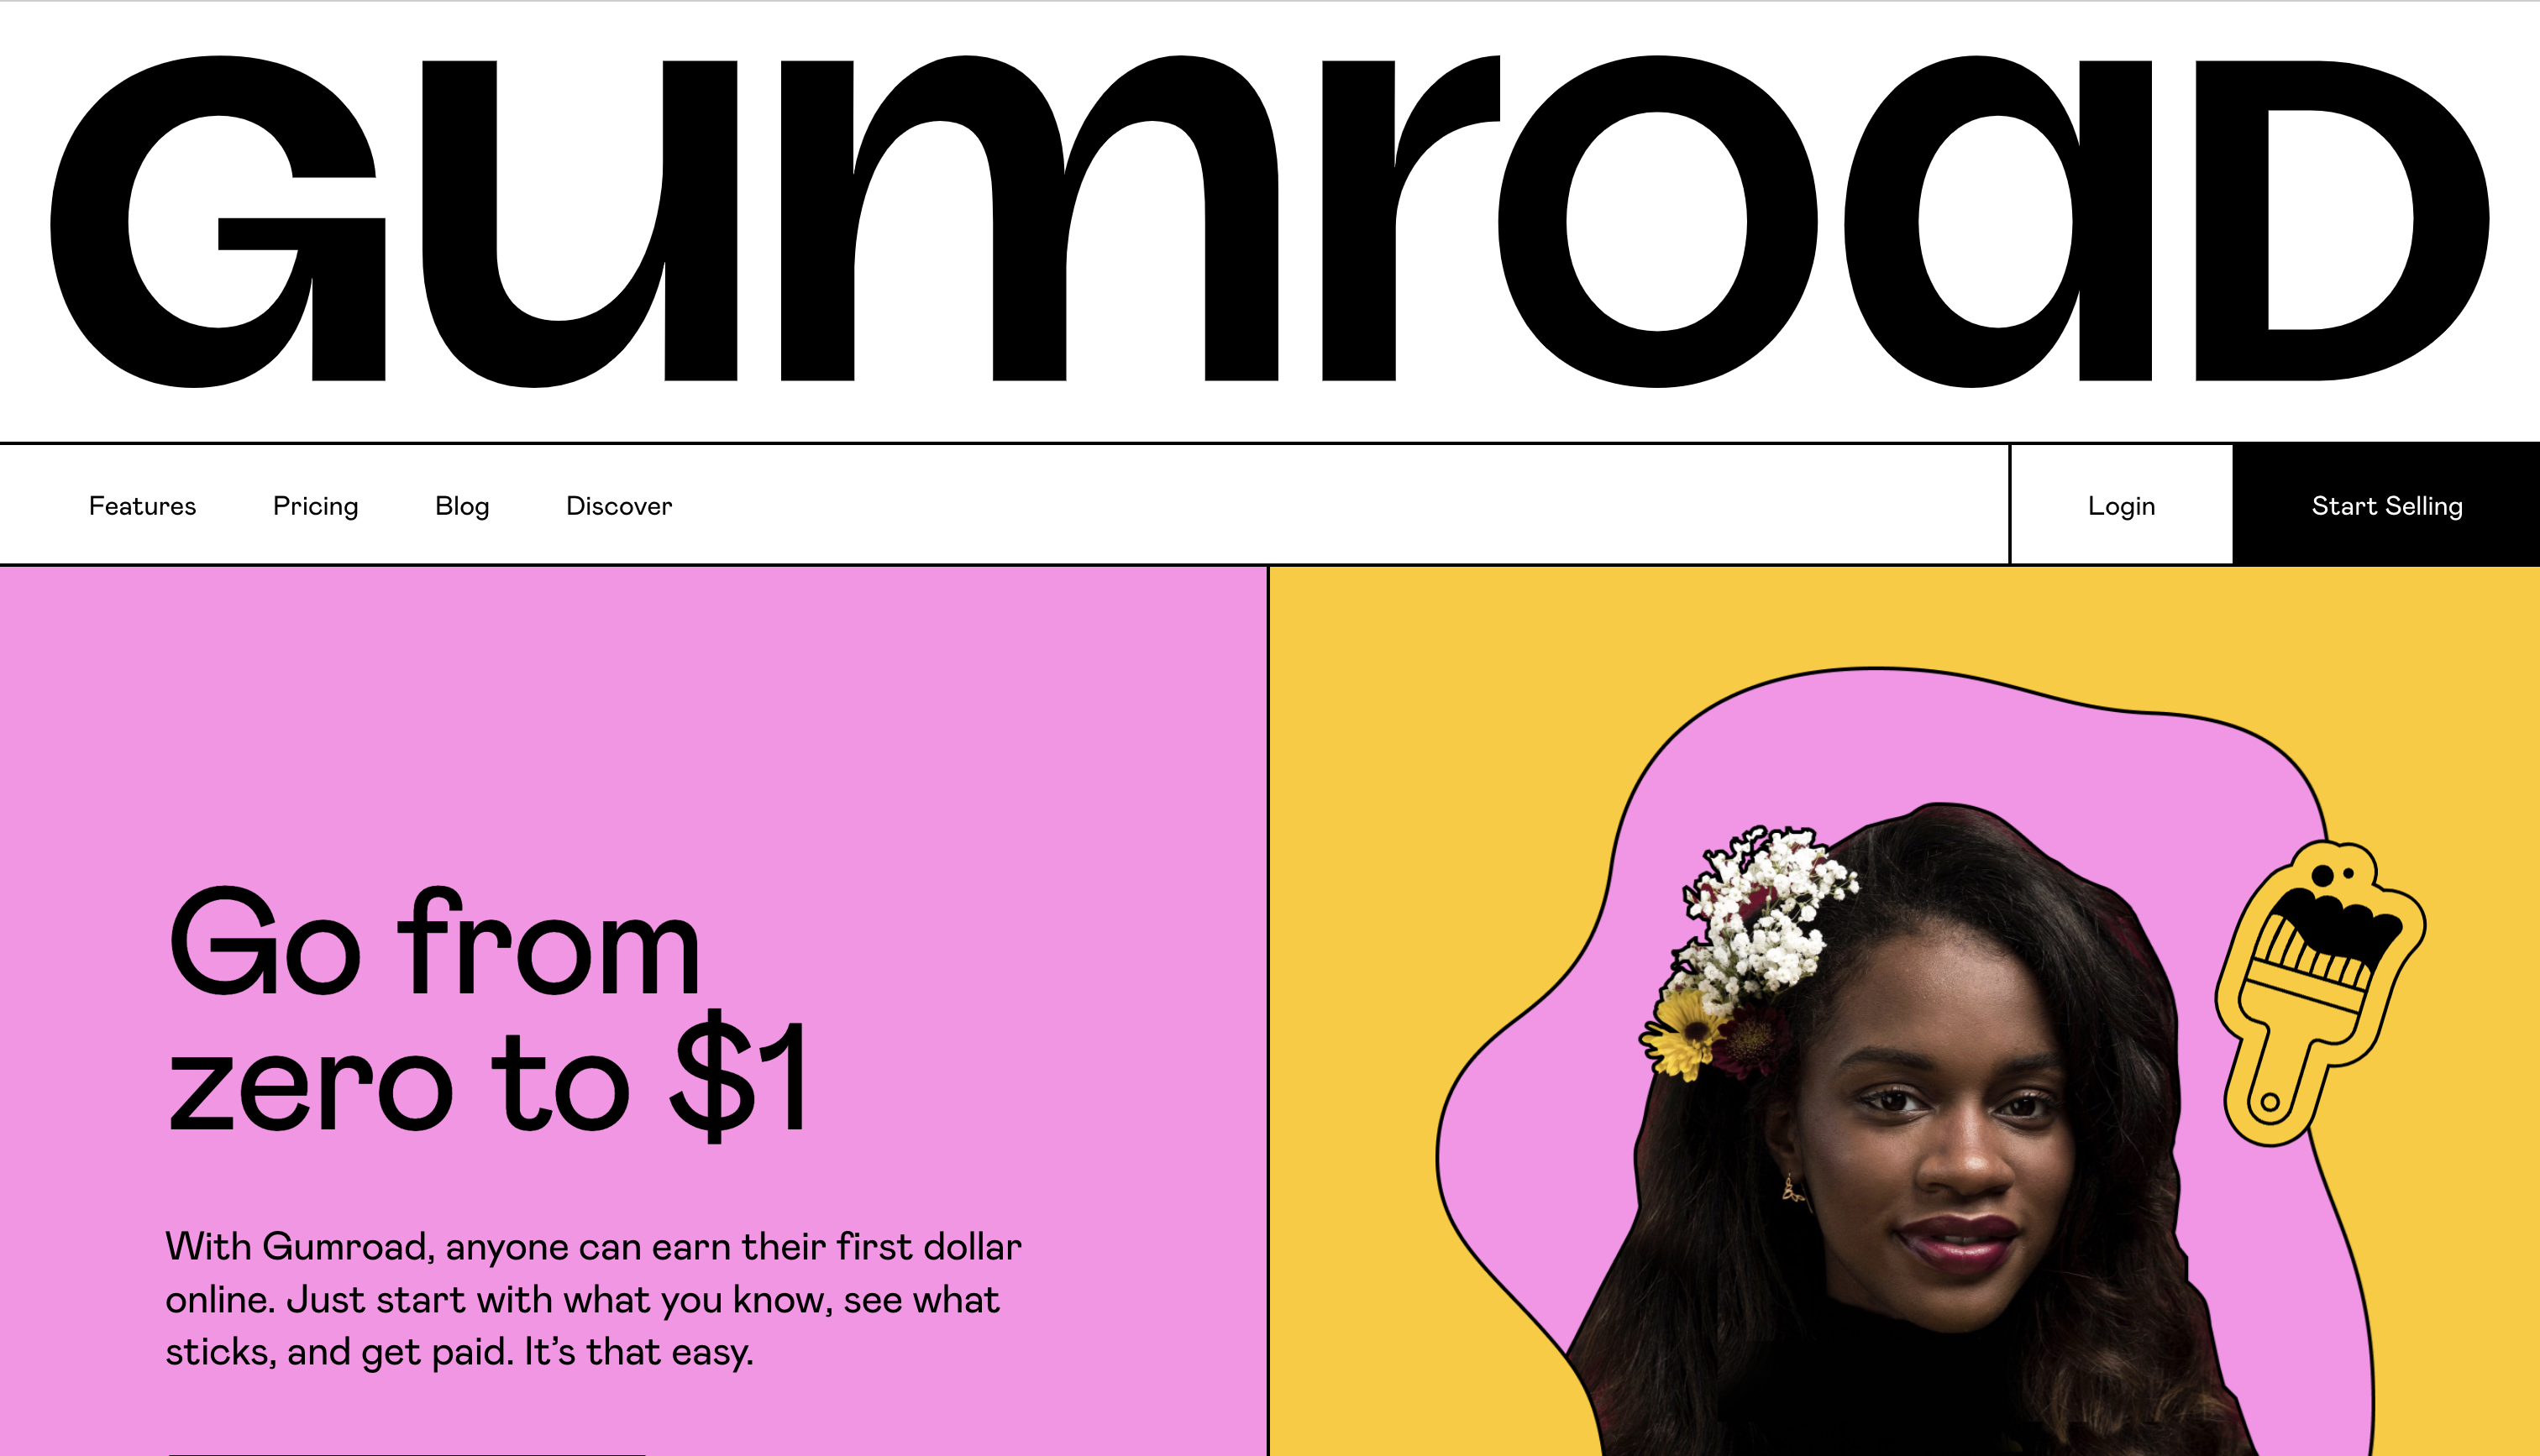 Gumroad
Features Pricing Blog Discover Login Start Selling
Go from
zero to $1
With Gumroad, anyone can earn their first dollar
online. Just start with what you know, see what
sticks, and get paid. It’s that easy.